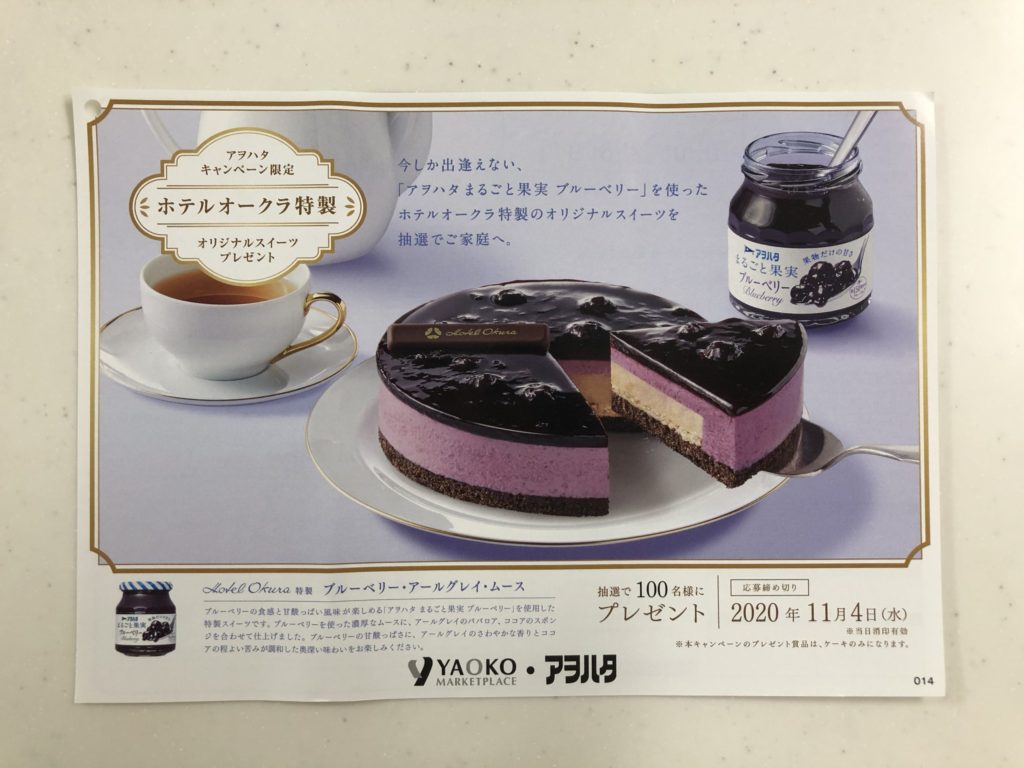 アヲハタ
キャンペーン限定
ホテルオークラ特製
オリジナルスイーツ
プレゼント
今しか出逢えない、
「アヲハタ まるごと果実 ブルーベリー」を使った
ホテルオークラ特製のオリジナルスイーツを
抽選でご家庭へ。
アヲハタ
果物だけの甘さ
まるごと果実
ブルーベリー
Blueberry
Hotel Okura
Hotel Okura 特製 ブルーベリー・アールグレイ・ムース
ブルーベリーの食感と甘酸っぱい風味が楽しめる「アヲハタ まるごと果実 ブルーベリー」を使用した
特製スイーツです。ブルーベリーを使った濃厚なムースに、アールグレイのババロア、ココアのスポン
ジを合わせて仕上げました。ブルーベリーの甘酸っぱさに、アールグレイのさわやかな香りとココ
アの程よい苦みが調和した奥深い味わいをお楽しみください。
アヲハタ
まるごと果実
ブルーベリー
抽選で 100 名様に
プレゼント
応募締め切り
2020 年 11月4日(水)
※当日消印有効
※本キャンペーンのプレゼント賞品は、ケーキのみになります。
YAOKO
MARKETPLACE
・アヲハタ
014